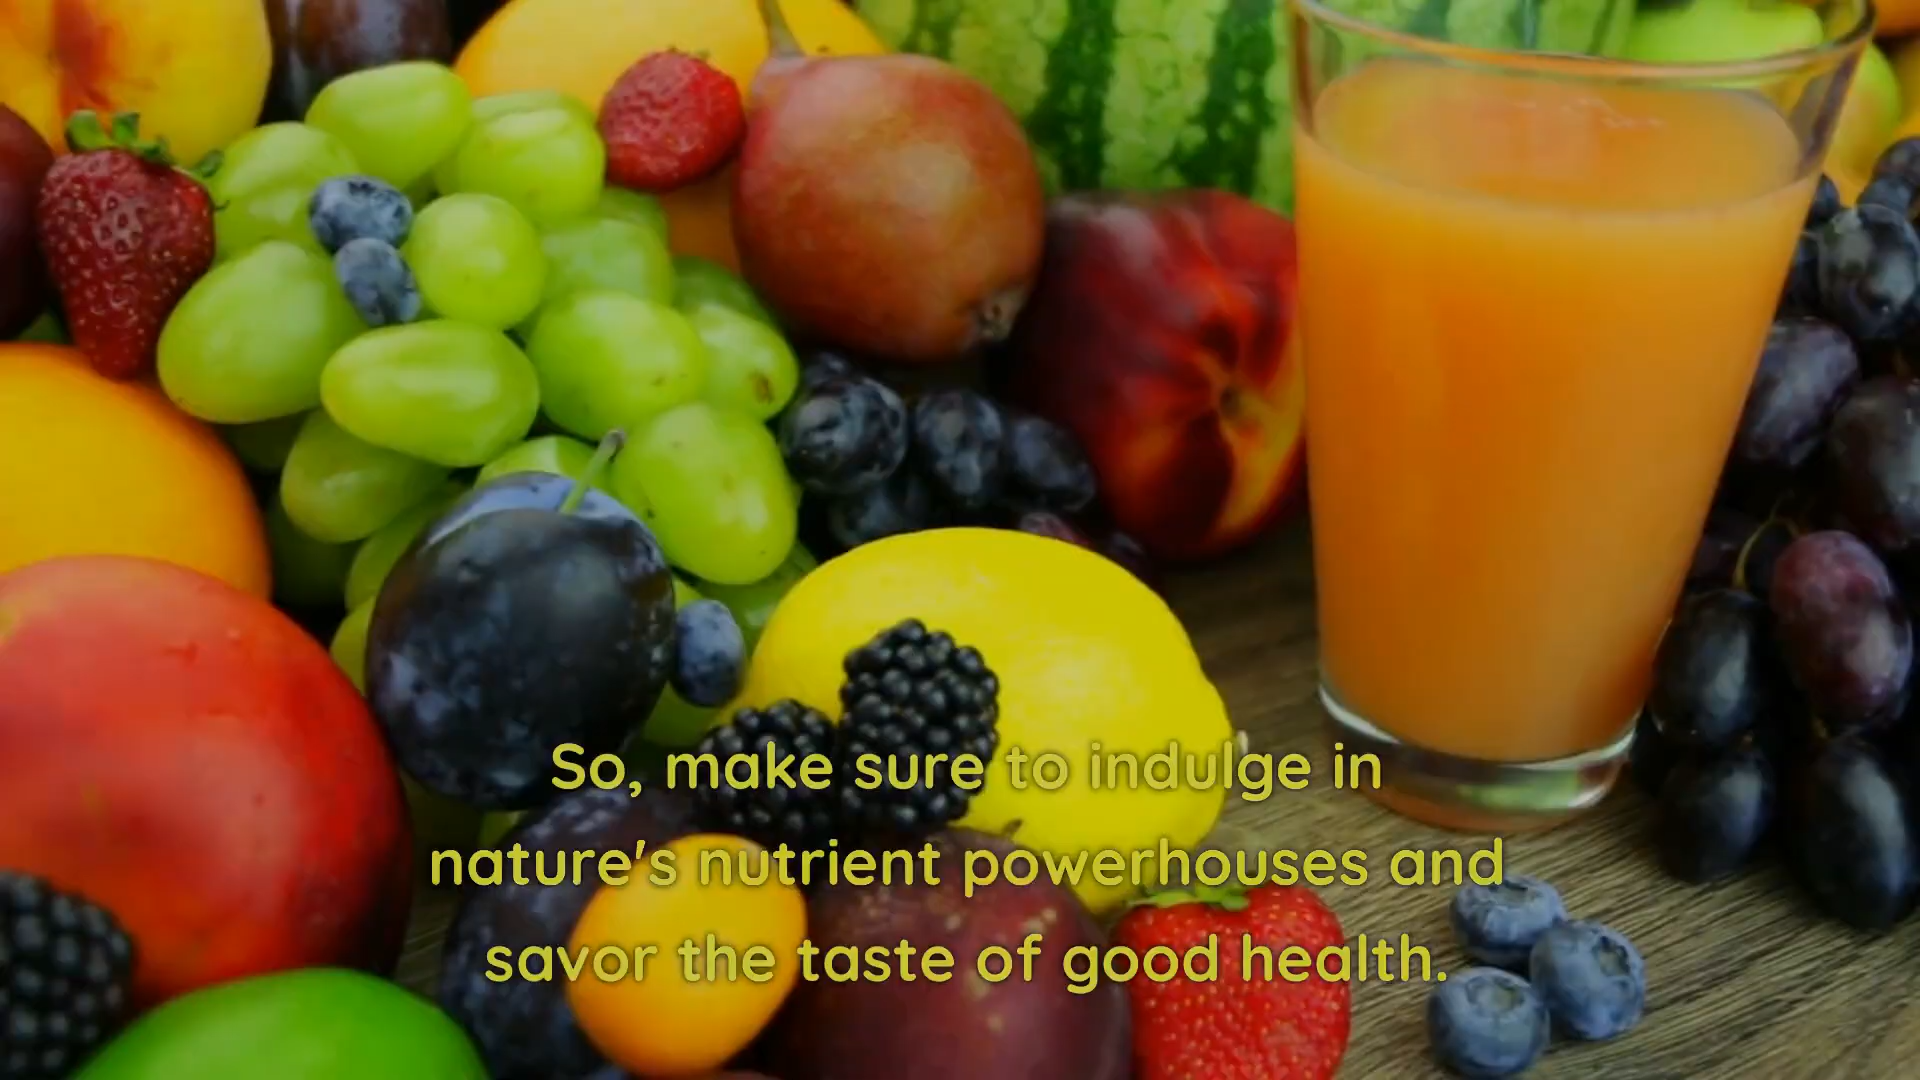 So, make sure to indulge in
nature's nutrient powerhouses and
savor the taste of good health.